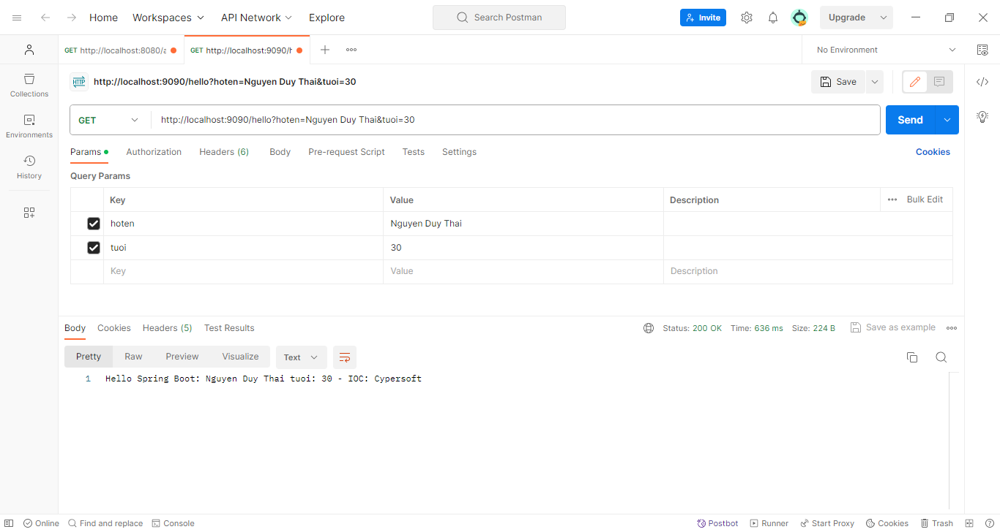 Home Workspaces API Network Explore Search Postman Invite Upgrade
GET http://localhost:8080/a GET http://localhost:9090/h No Environment
HTTP http://localhost:9090/hello?hoten=Nguyen Duy Thai&tuoi=30 Save
Collections
GET http://localhost:9090/hello?hoten=Nguyen Duy Thai&tuoi=30 Send
Environments
Params Authorization Headers (6) Body Pre-request Script Tests Settings Cookies
History
Query Params
Key Value Description Bulk Edit
hoten Nguyen Duy Thai
tuoi 30
Key Value Description
Body Cookies Headers (5) Test Results Status: 200 OK Time: 636 ms Size: 224 B Save as example
Pretty Raw Preview Visualize Text
1 Hello Spring Boot: Nguyen Duy Thai tuoi: 30 - IOC: Cypersoft
Online Find and replace Console Postbot Runner Start Proxy Cookies Trash